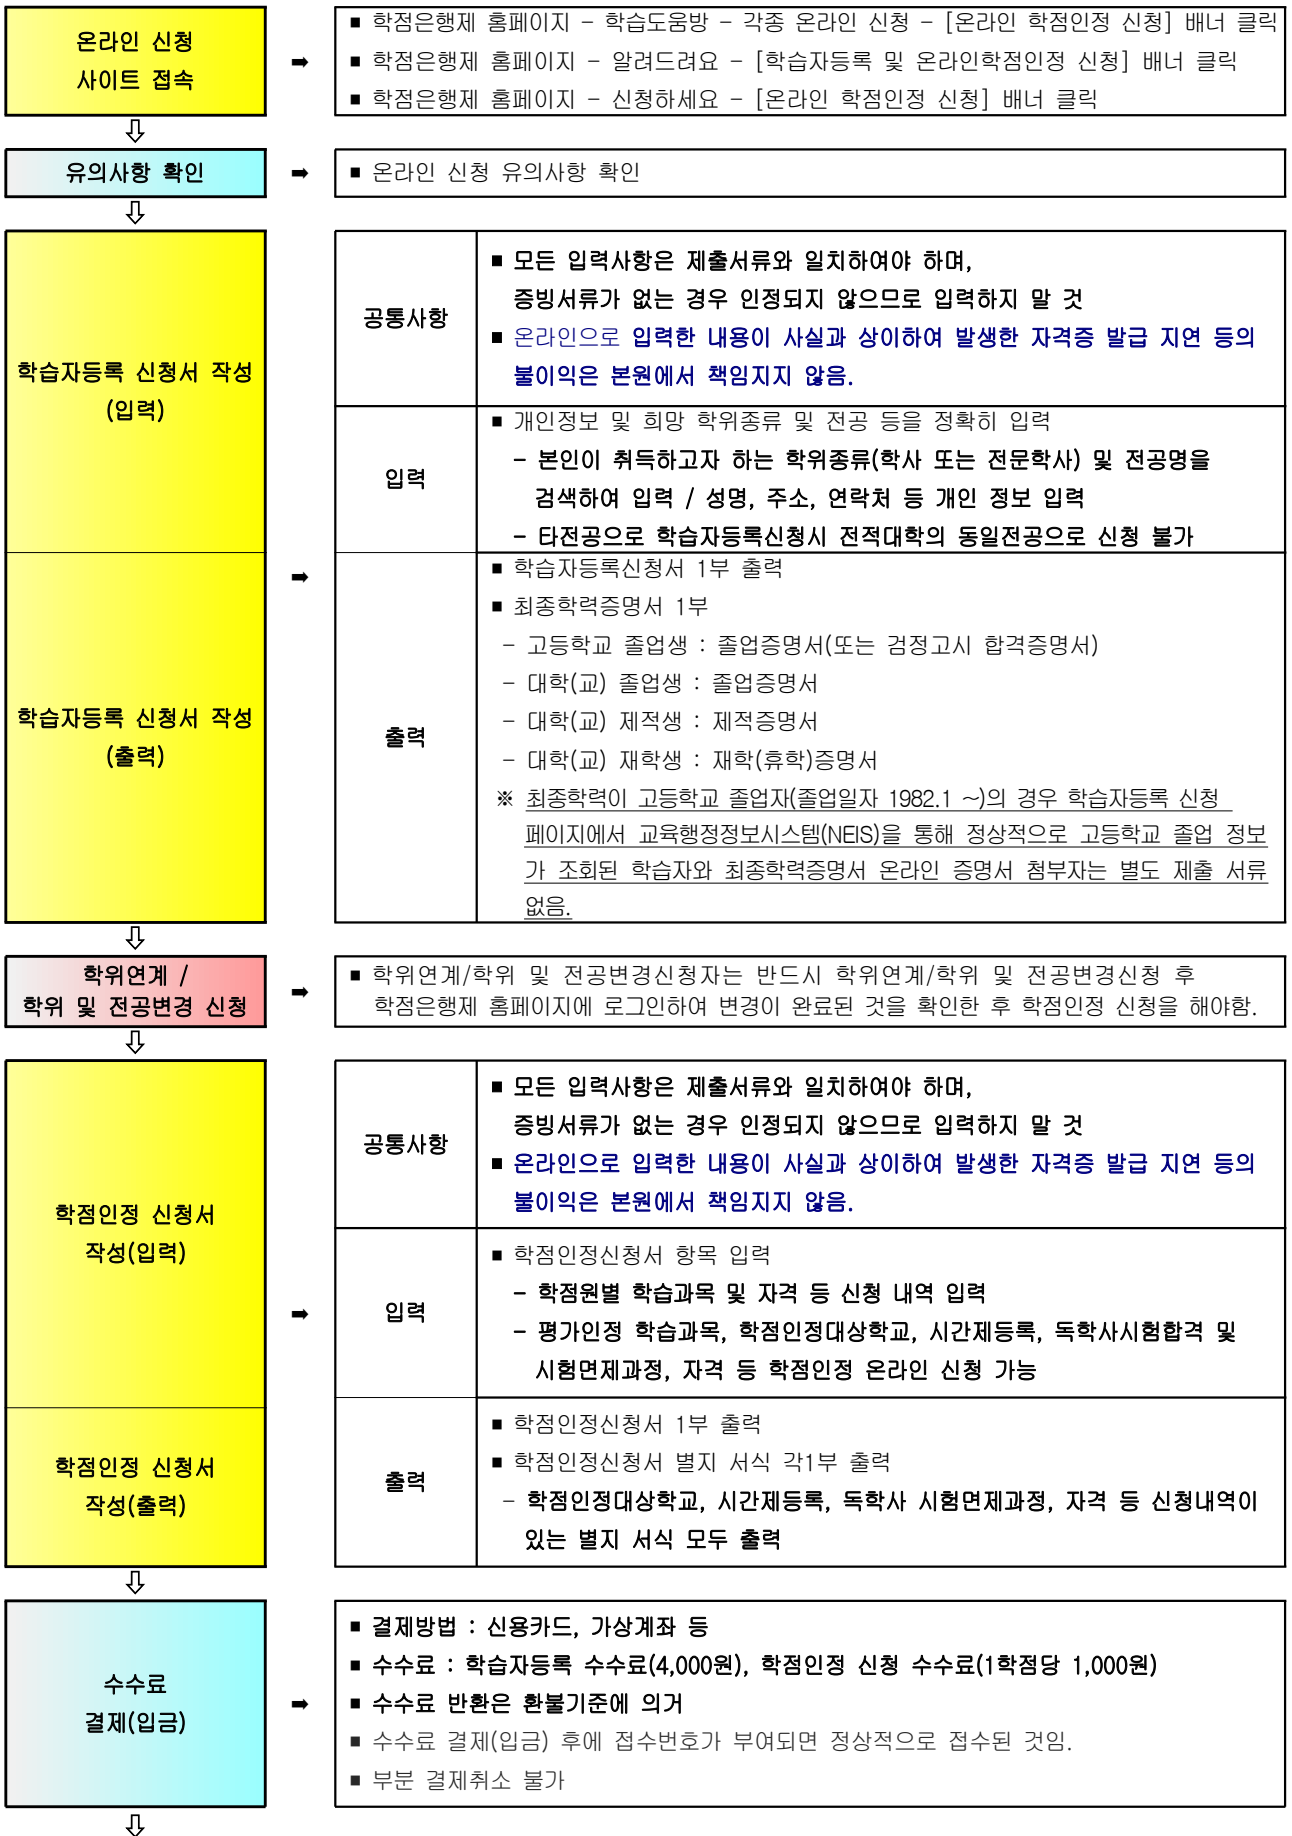 온라인 신청
사이트 접속
➡
■ 학점은행제 홈페이지 - 학습도움방 - 각종 온라인 신청 - [온라인 학점인정 신청] 배너 클릭
■ 학점은행제 홈페이지 - 알려드려요 - [학습자등록 및 온라인학점인정 신청] 배너 클릭
■ 학점은행제 홈페이지 - 신청하세요 - [온라인 학점인정 신청] 배너 클릭
⇩
유의사항 확인
➡
■ 온라인 신청 유의사항 확인
⇩
학습자등록 신청서 작성
(입력)
학습자등록 신청서 작성
(출력)
➡
공통사항
■ 모든 입력사항은 제출서류와 일치하여야 하며,
증빙서류가 없는 경우 인정되지 않으므로 입력하지 말 것
■ 온라인으로 입력한 내용이 사실과 상이하여 발생한 자격증 발급 지연 등의
불이익은 본원에서 책임지지 않음.
입력
■ 개인정보 및 희망 학위종류 및 전공 등을 정확히 입력
- 본인이 취득하고자 하는 학위종류(학사 또는 전문학사) 및 전공명을
검색하여 입력 / 성명, 주소, 연락처 등 개인 정보 입력
- 타전공으로 학습자등록신청시 전적대학의 동일전공으로 신청 불가
출력
■ 학습자등록신청서 1부 출력
■ 최종학력증명서 1부
- 고등학교 졸업생 : 졸업증명서(또는 검정고시 합격증명서)
- 대학(교) 졸업생 : 졸업증명서
- 대학(교) 제적생 : 제적증명서
- 대학(교) 재학생 : 재학(휴학)증명서
※ 최종학력이 고등학교 졸업자(졸업일자 1982.1 ~)의 경우 학습자등록 신청
페이지에서 교육행정정보시스템(NEIS)을 통해 정상적으로 고등학교 졸업 정보
가 조회된 학습자와 최종학력증명서 온라인 증명서 첨부자는 별도 제출 서류
없음.
⇩
학위연계 /
학위 및 전공변경 신청
➡
■ 학위연계/학위 및 전공변경신청자는 반드시 학위연계/학위 및 전공변경신청 후
학점은행제 홈페이지에 로그인하여 변경이 완료된 것을 확인한 후 학점인정 신청을 해야함.
⇩
학점인정 신청서
작성(입력)
학점인정 신청서
작성(출력)
➡
공통사항
■ 모든 입력사항은 제출서류와 일치하여야 하며,
증빙서류가 없는 경우 인정되지 않으므로 입력하지 말 것
■ 온라인으로 입력한 내용이 사실과 상이하여 발생한 자격증 발급 지연 등의
불이익은 본원에서 책임지지 않음.
입력
■ 학점인정신청서 항목 입력
- 학점원별 학습과목 및 자격 등 신청 내역 입력
- 평가인정 학습과목, 학점인정대상학교, 시간제등록, 독학사시험합격 및
시험면제과정, 자격 등 학점인정 온라인 신청 가능
출력
■ 학점인정신청서 1부 출력
■ 학점인정신청서 별지 서식 각1부 출력
- 학점인정대상학교, 시간제등록, 독학사 시험면제과정, 자격 등 신청내역이
있는 별지 서식 모두 출력
⇩
수수료
결제(입금)
➡
■ 결제방법 : 신용카드, 가상계좌 등
■ 수수료 : 학습자등록 수수료(4,000원), 학점인정 신청 수수료(1학점당 1,000원)
■ 수수료 반환은 환불기준에 의거
■ 수수료 결제(입금) 후에 접수번호가 부여되면 정상적으로 접수된 것임.
■ 부분 결제취소 불가
⇩